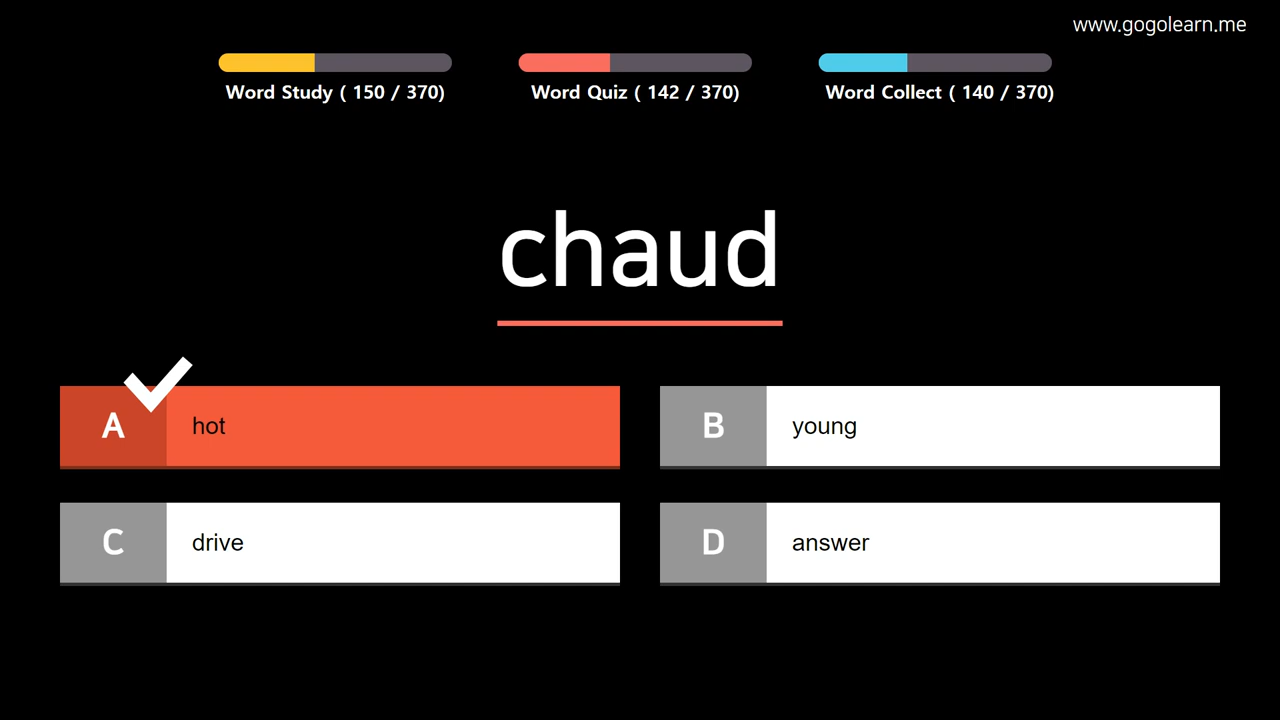 www.gogolearn.me
Word Study ( 150 / 370)
Word Quiz ( 142 / 370)
Word Collect ( 140 / 370)
chaud
A hot
B young
C drive
D answer